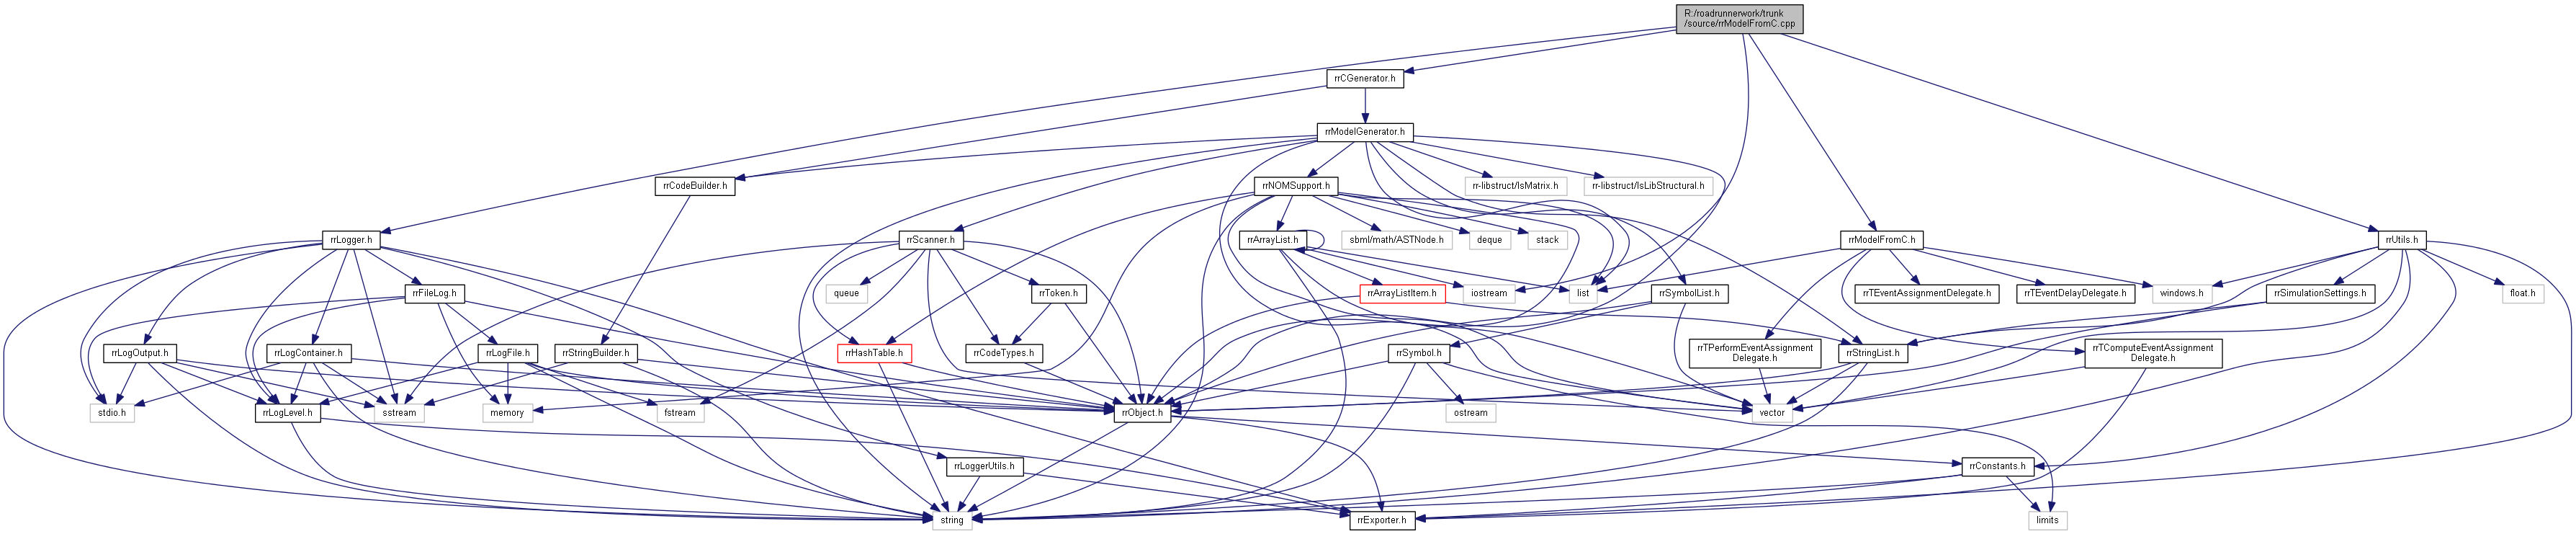 R:/roadrunnerwork/trunk
/source/rrModelFromC.cpp
rrCGenerator.h
rrModelGenerator.h
rrCodeBuilder.h
rrNOMSupport.h
rr-libstruct/lsMatrix.h
rr-libstruct/lsLibStructural.h
rrLogger.h
rrScanner.h
rrArrayList.h
sbml/math/ASTNode.h
deque
stack
rrModelFromC.h
rrUtils.h
rrFileLog.h
queue
rrToken.h
rrArrayListItem.h
iostream
list
rrSymbolList.h
rrTEventAssignmentDelegate.h
rrTEventDelayDelegate.h
windows.h
rrSimulationSettings.h
float.h
rrLogOutput.h
rrLogContainer.h
rrLogFile.h
rrStringBuilder.h
rrHashTable.h
rrCodeTypes.h
rrSymbol.h
rrTPerformEventAssignment
Delegate.h
rrStringList.h
rrTComputeEventAssignment
Delegate.h
stdio.h
rrLogLevel.h
sstream
memory
fstream
rrObject.h
ostream
vector
rrLoggerUtils.h
rrConstants.h
string
rrExporter.h
limits